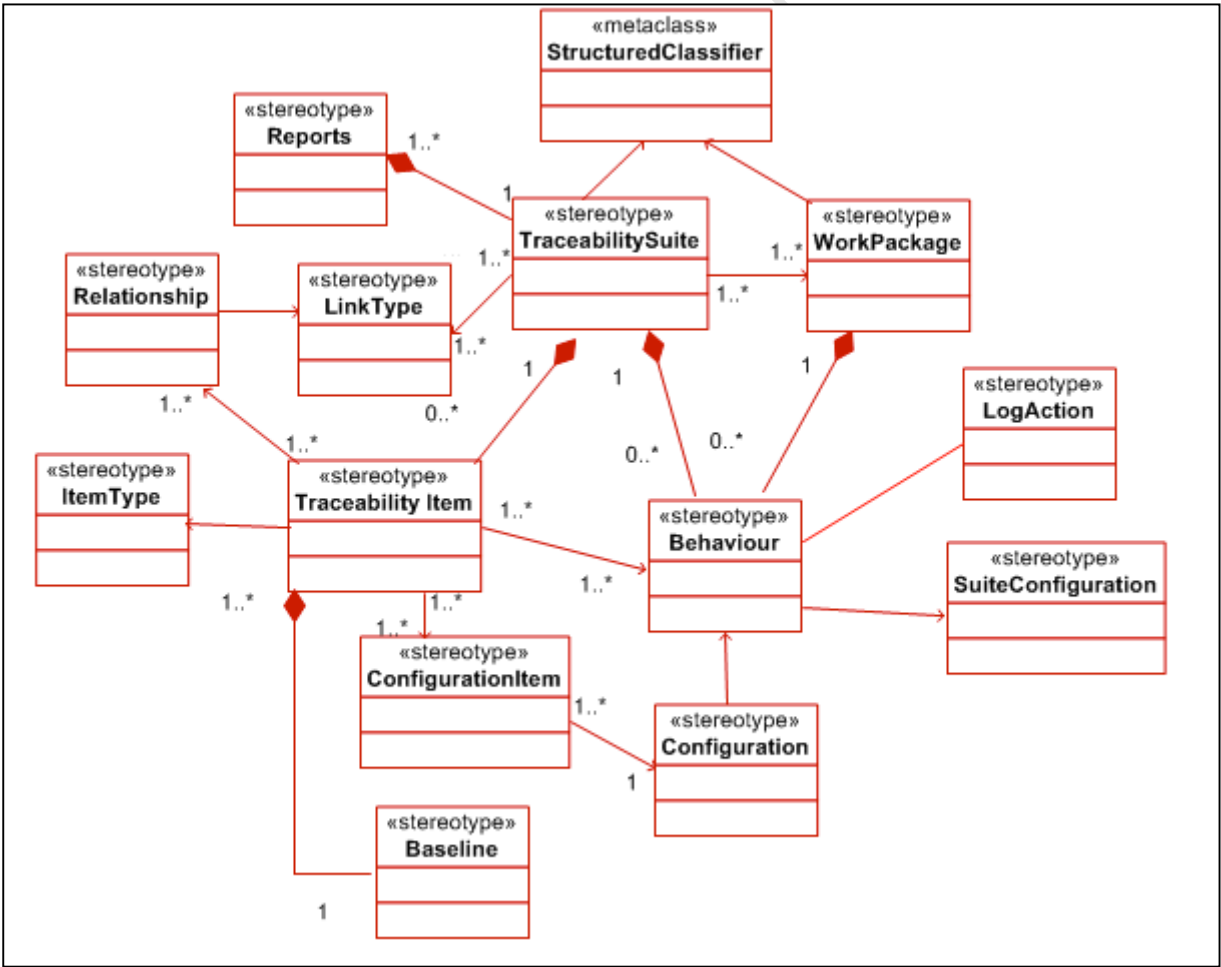 «metaclass»
StructuredClassifier
«stereotype»
Reports
1..*
1
«stereotype»
TraceabilitySuite
«stereotype»
WorkPackage
1..*
1..*
1..*
1..*
«stereotype»
Relationship
«stereotype»
LinkType
1
1
1
0..*
0..*
0..*
1..*
1..*
«stereotype»
LogAction
«stereotype»
ItemType
«stereotype»
Traceability Item
1..*
1..*
«stereotype»
Behaviour
«stereotype»
SuiteConfiguration
1..*
1..*
1..*
«stereotype»
ConfigurationItem
1..*
1
«stereotype»
Configuration
«stereotype»
Baseline
1